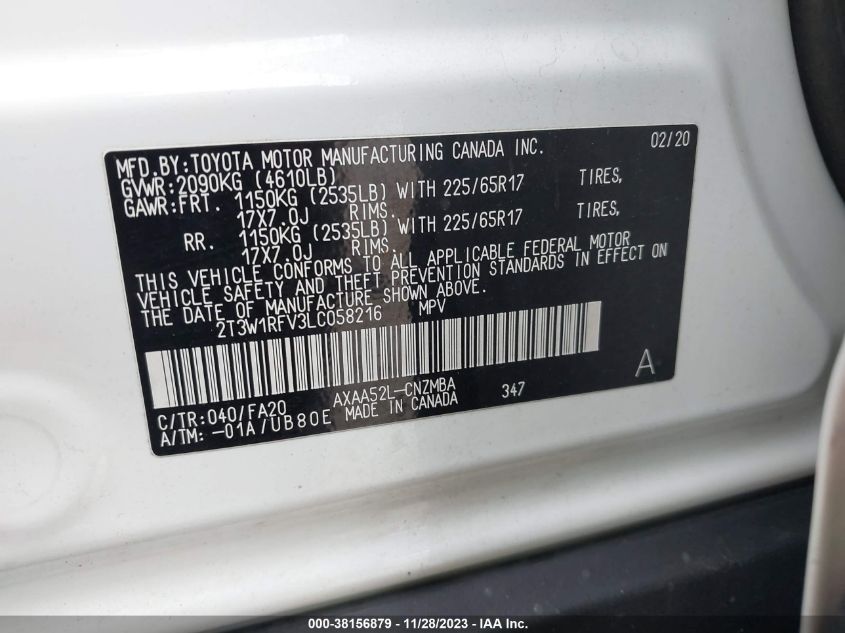 MFD.BY:TOYOTA MOTOR MANUFACTURING CANADA INC. 02/20
GVWR:2090KG (4610LB)
GAWR:FRT. 1150KG (2535LB) WITH 225/65R17 TIRES,
17X7.0J RIMS.
RR. 1150KG (2535LB) WITH 225/65R17 TIRES,
17X7.0J RIMS.
THIS VEHICLE CONFORMS TO ALL APPLICABLE FEDERAL MOTOR
VEHICLE SAFETY AND THEFT PREVENTION STANDARDS IN EFFECT ON
THE DATE OF MANUFACTURE SHOWN ABOVE.
2T3W1RFV3LC058216 MPV
A
C/TR:040/FA20 AXAA52L-CNZMBA 347
A/TM: -01A/UB80E MADE IN CANADA
000-38156879 - 11/28/2023 - IAA Inc.